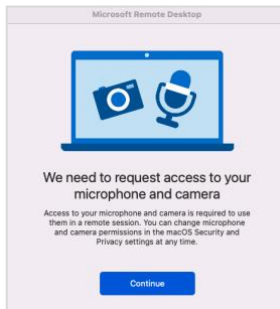 Microsoft Remote Desktop
We need to request access to your
microphone and camera
Access to your microphone and camera is required to use
them in a remote session. You can change microphone
and camera permissions in the macOS Security and
Privacy settings at any time.
Continue